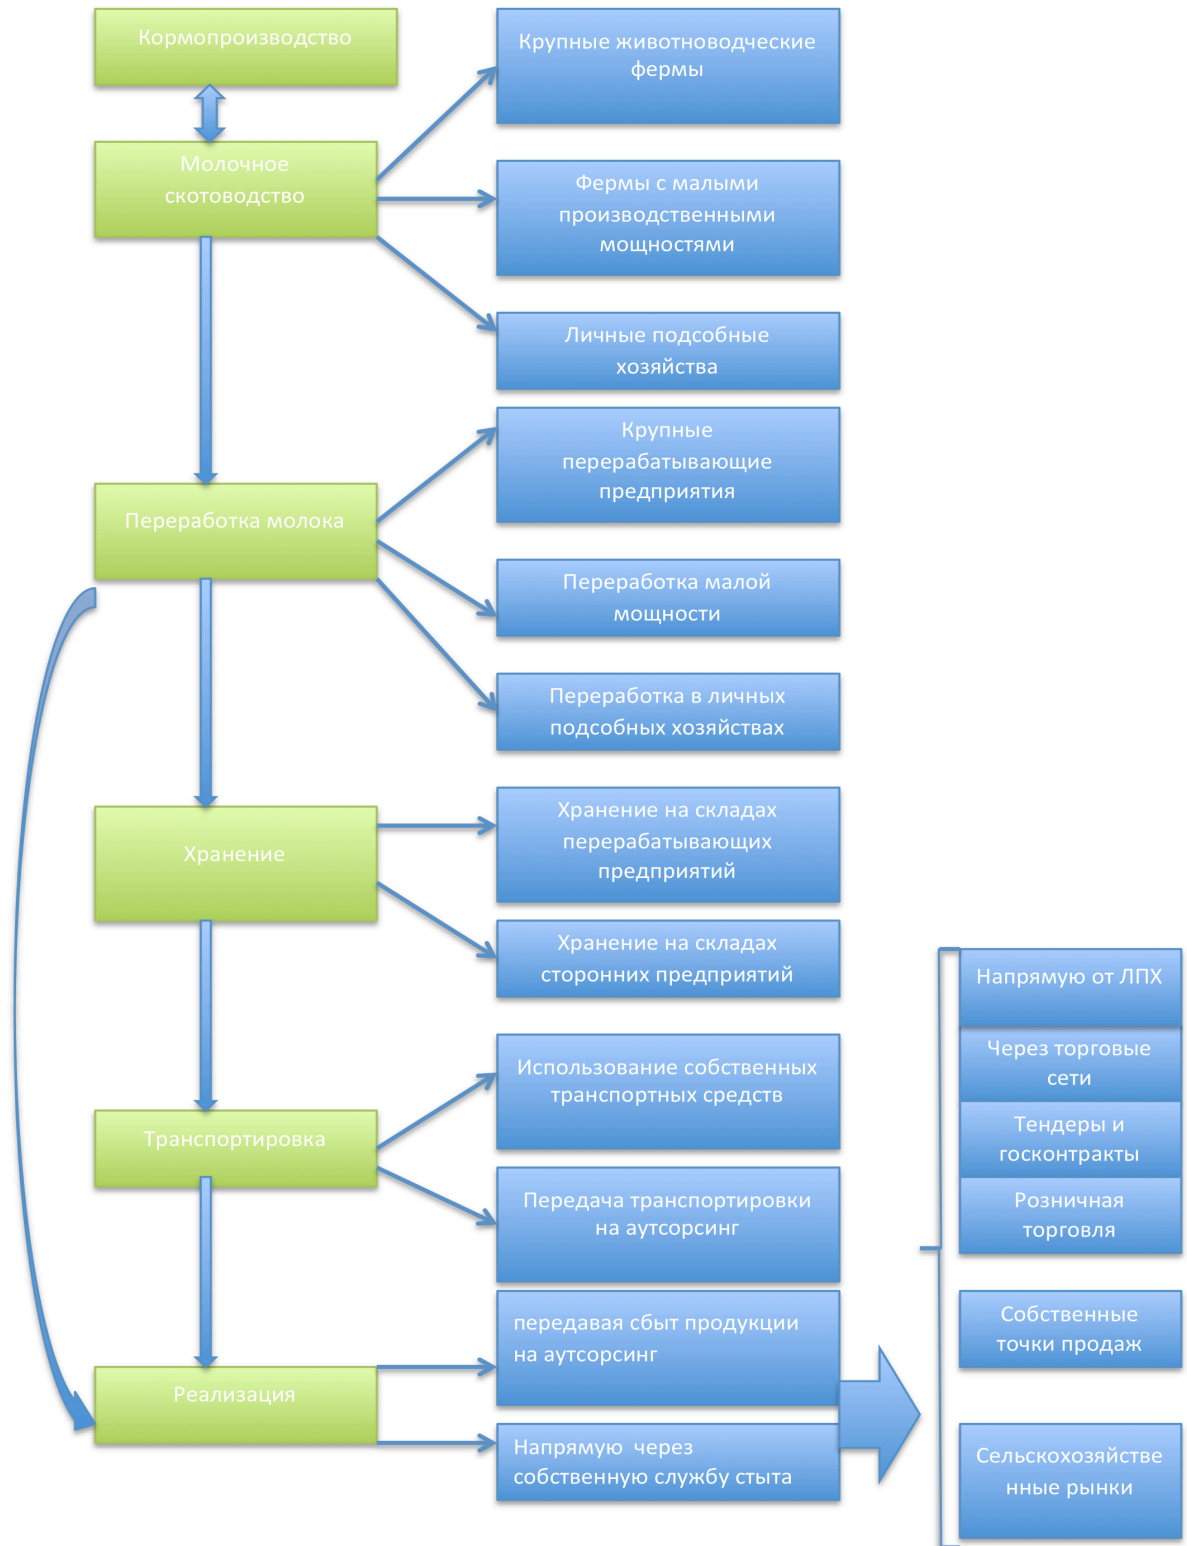 Кормопроизводство
Крупные животноводческие
фермы
Молочное
скотоводство
Фермы с малыми
производственными
мощностями
Личные подсобные
хозяйства
Крупные
перерабатывающие
предприятия
Переработка молока
Переработка малой
мощности
Переработка в личных
подсобных хозяйствах
Хранение
Хранение на складах
перерабатывающих
предприятий
Хранение на складах
сторонних предприятий
Транспортировка
Использование собственных
транспортных средств
Передача транспортировки
на аутсорсинг
Реализация
передавая сбыт продукции
на аутсорсинг
Напрямую через
собственную службу стыта
Напрямую от ЛПХ
Через торговые
сети
Тендеры и
госконтракты
Розничная
торговля
Собственные
точки продаж
Сельскохозяйстве
нные рынки